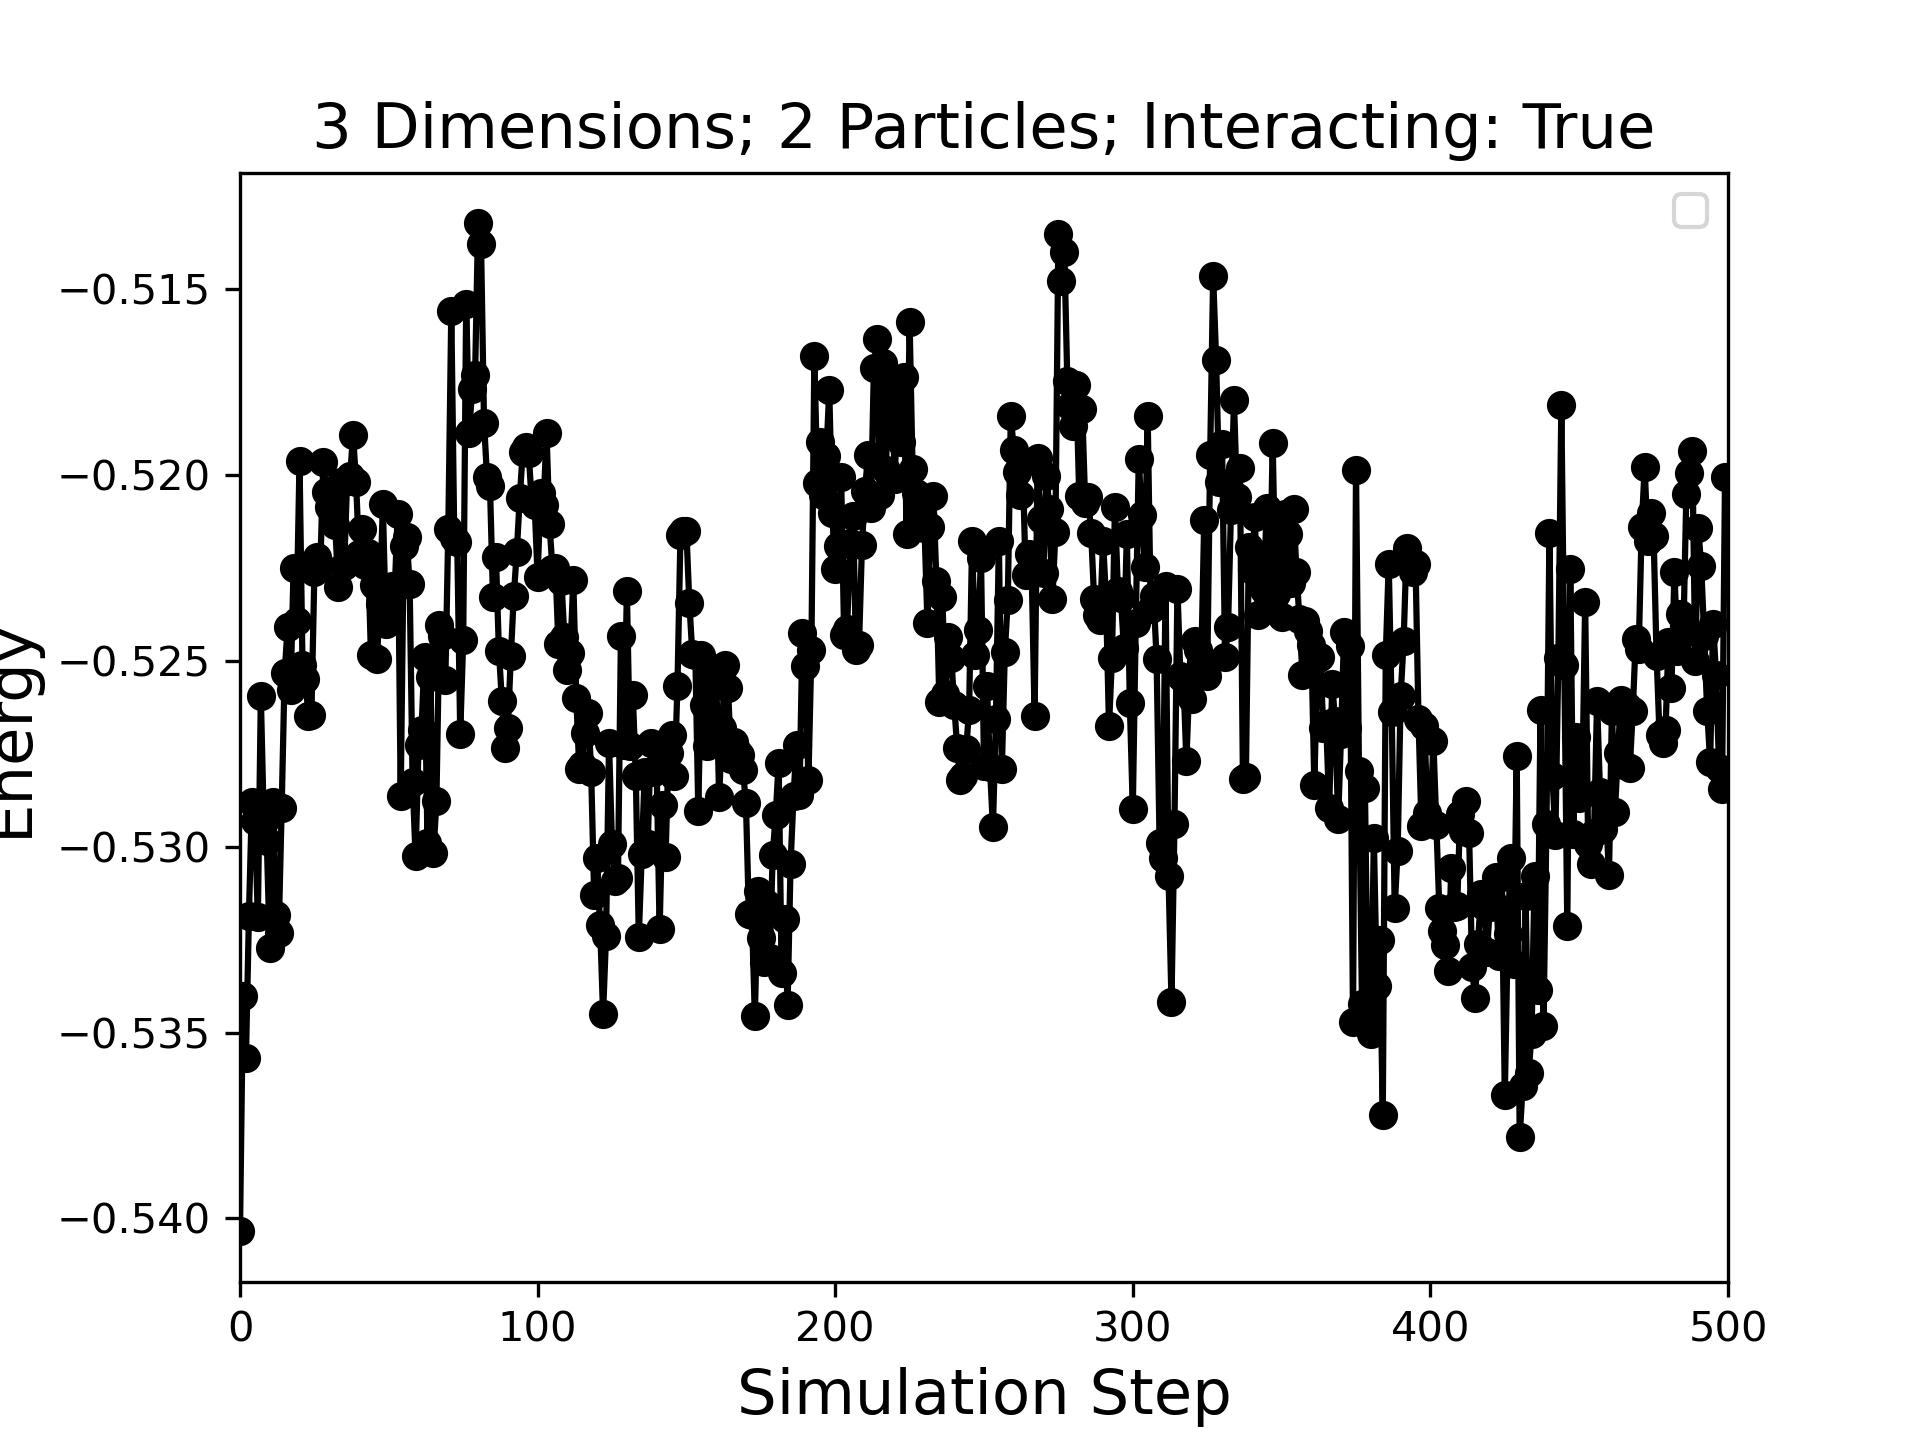 3 Dimensions; 2 Particles; Interacting: True
Energy
−0.515
−0.520
−0.525
−0.530
−0.535
−0.540
0 100 200 300 400 500
Simulation Step